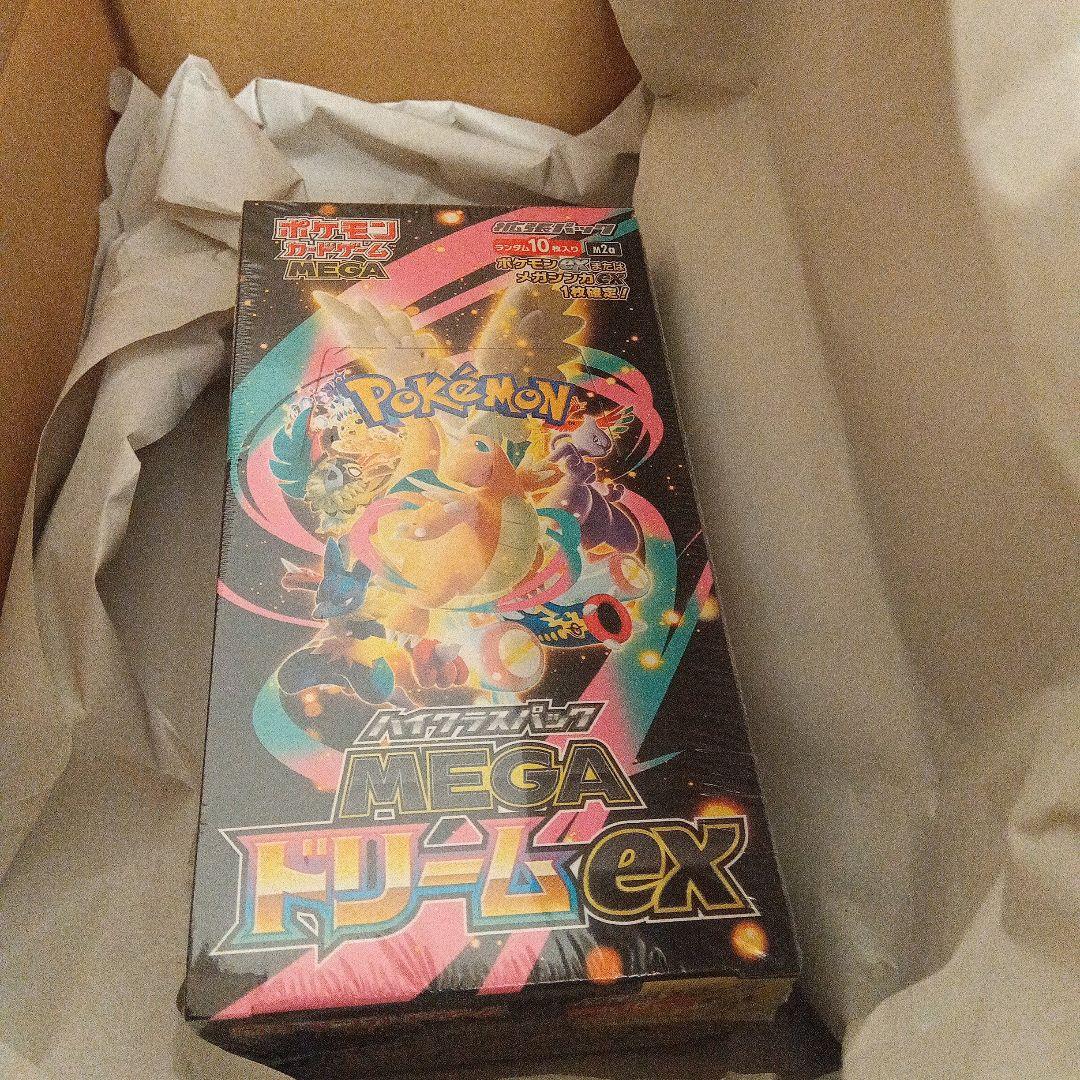 ポケモン
カードゲーム
MEGA
拡張パック
ランダム10枚入り
M2a
ポケモンexまたは
メガシンカex
1枚確定!
POKéMON
ハイクラスパック
MEGA
ドリームex